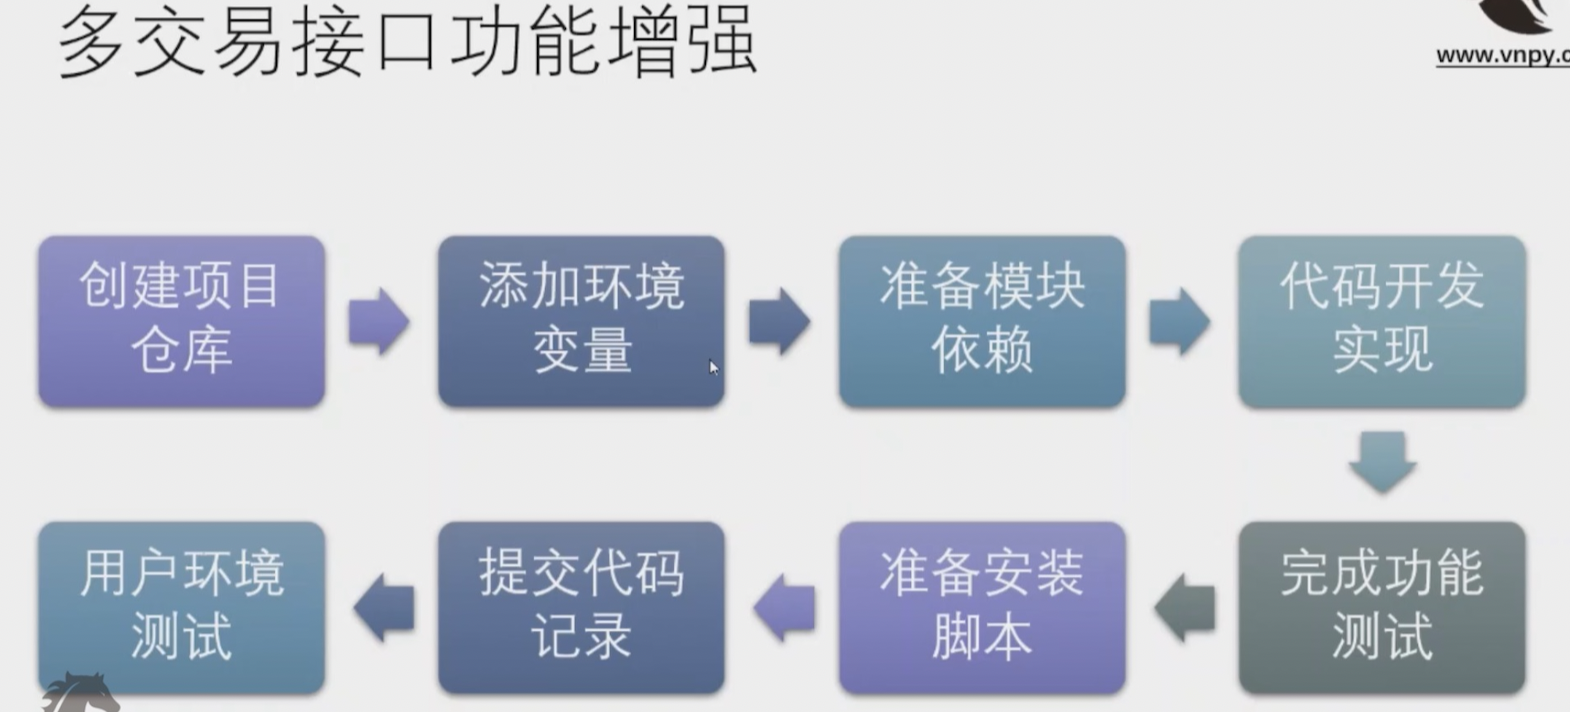 多交易接口功能增强
www.vnpy.c
创建项目
仓库
添加环境
变量
准备模块
依赖
代码开发
实现
完成功能
测试
准备安装
脚本
提交代码
记录
用户环境
测试